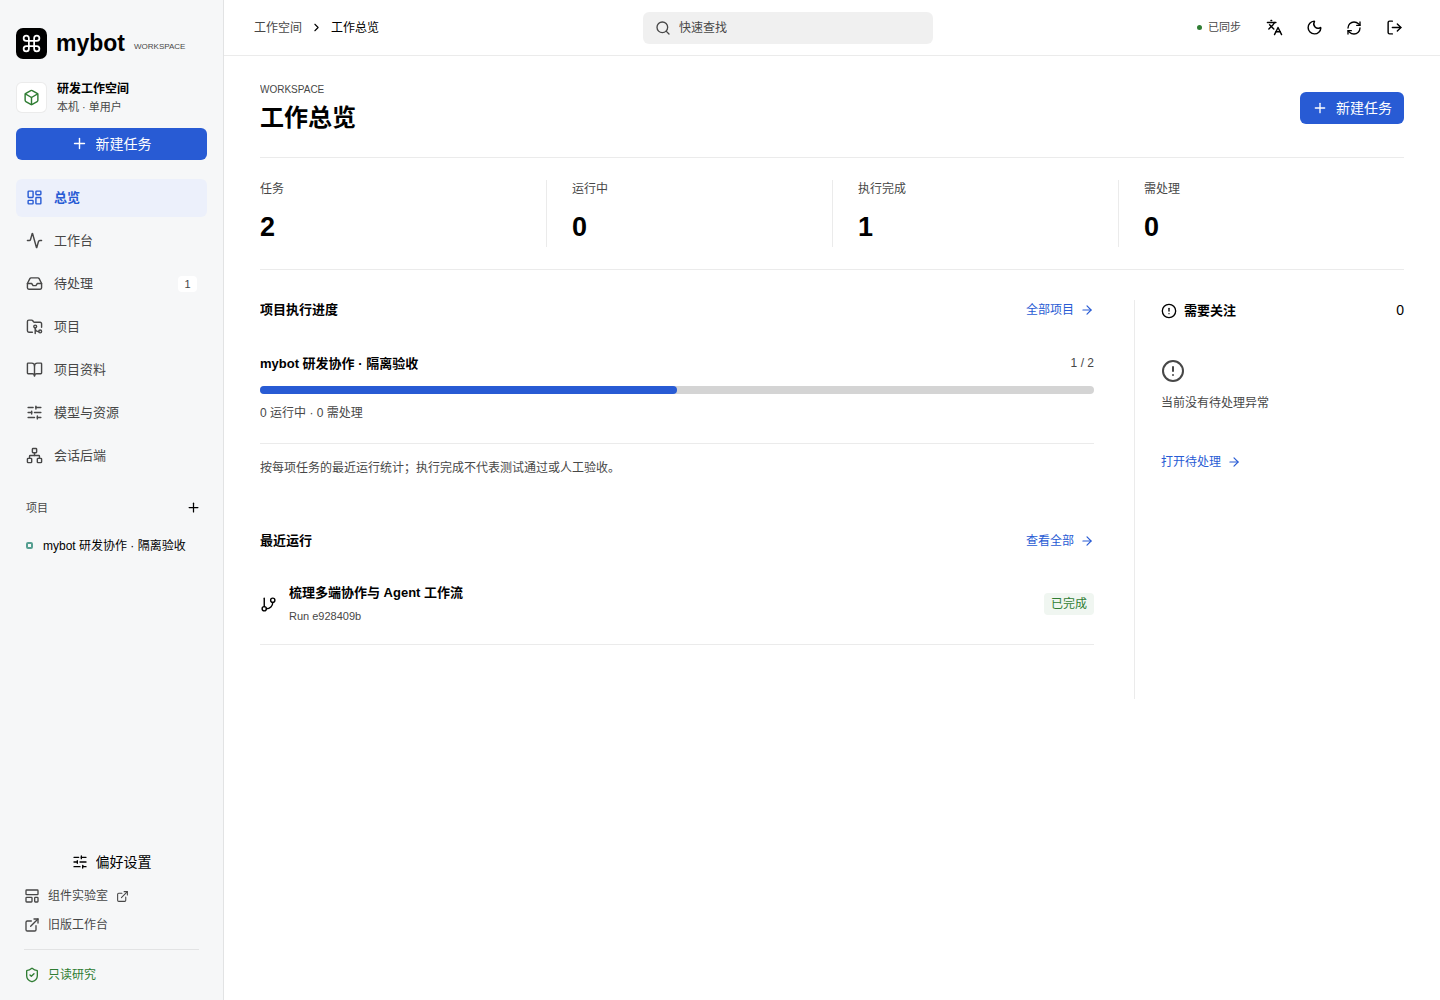 mybot WORKSPACE
研发工作空间
本机 · 单用户
新建任务
总览
工作台
待处理 1
项目
项目资料
模型与资源
会话后端
项目
mybot 研发协作 · 隔离验收
偏好设置
组件实验室
旧版工作台
只读研究
工作空间 工作总览
快速查找
已同步
WORKSPACE
工作总览
新建任务
任务
2
运行中
0
执行完成
1
需处理
0
项目执行进度
全部项目
mybot 研发协作 · 隔离验收
1 / 2
0 运行中 · 0 需处理
按每项任务的最近运行统计；执行完成不代表测试通过或人工验收。
最近运行
查看全部
梳理多端协作与 Agent 工作流
Run e928409b
已完成
需要关注 0
当前没有待处理异常
打开待处理